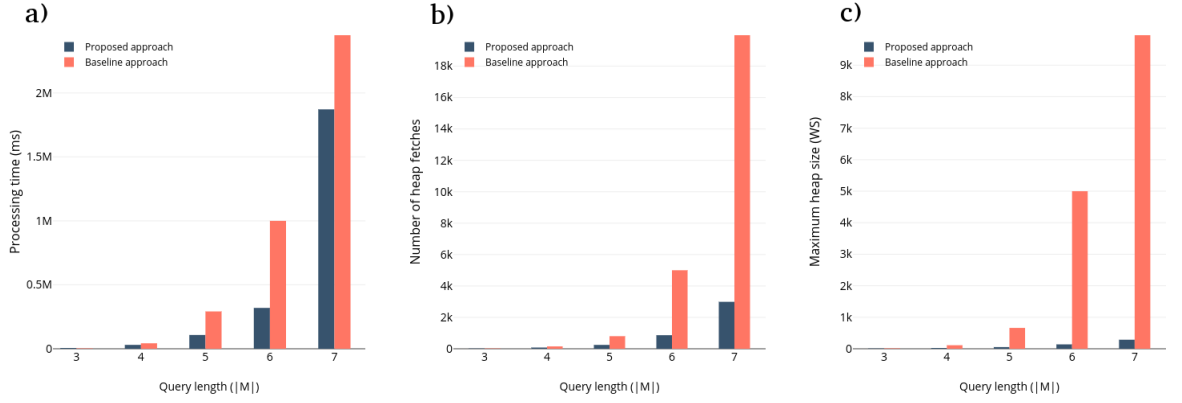 a)
Proposed approach
Baseline approach
2M
1.5M
1M
0.5M
0
Processing time (ms)
3 4 5 6 7
Query length (|M|)
b)
Proposed approach
Baseline approach
18k
16k
14k
12k
10k
8k
6k
4k
2k
0
Number of heap fetches
3 4 5 6 7
Query length (|M|)
c)
Proposed approach
Baseline approach
9k
8k
7k
6k
5k
4k
3k
2k
1k
0
Maximum heap size (WS)
3 4 5 6 7
Query length (|M|)